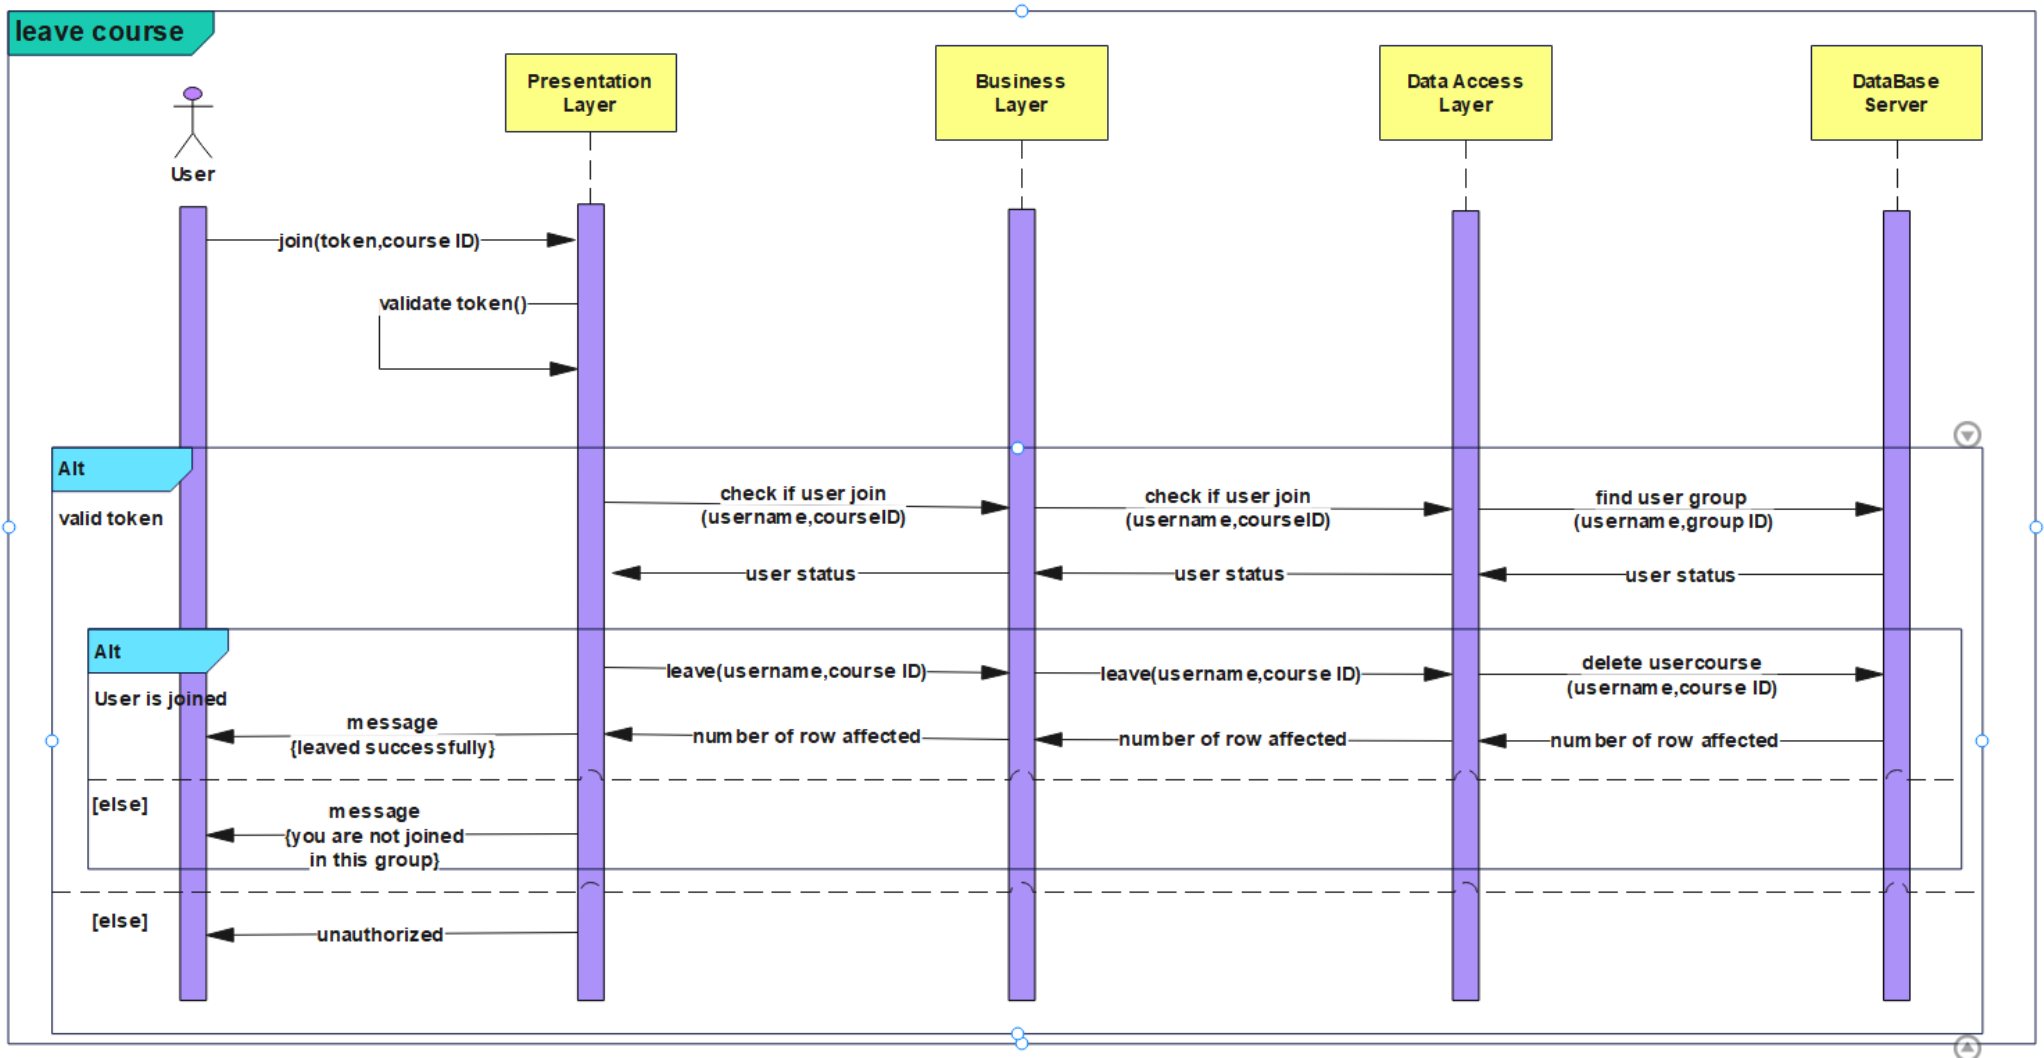 leave course
Presentation
Layer
Business
Layer
Data Access
Layer
DataBase
Server
User
join(token,course ID)
validate token()
Alt
valid token
check if user join
(username,courseID)
check if user join
(username,courseID)
find user group
(username,group ID)
user status
user status
user status
Alt
User is joined
leave(username,course ID)
leave(username,course ID)
delete usercourse
(username,course ID)
message
{leaved successfully}
number of row affected
number of row affected
number of row affected
[else]
message
{you are not joined
in this group}
[else]
unauthorized